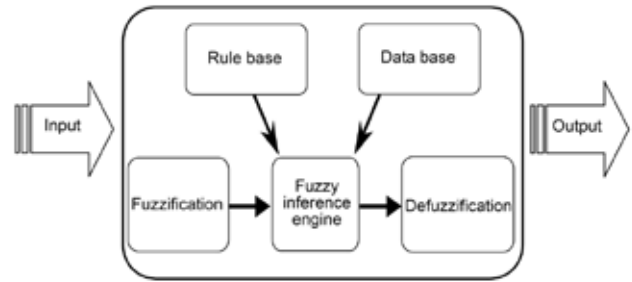 Rule base
Data base
Input
Output
Fuzzification
Fuzzy
inference
engine
Defuzzification